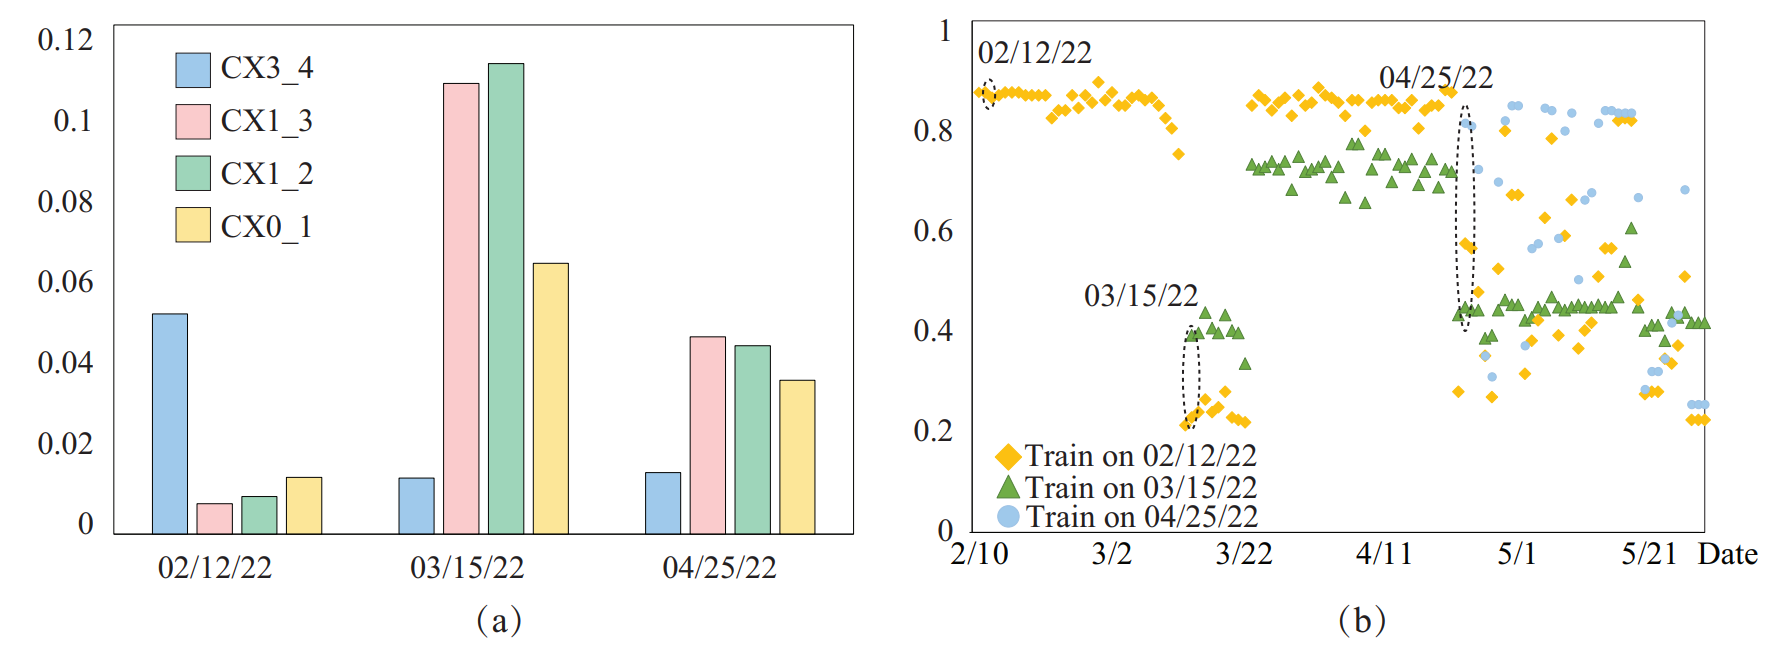 0.12
0.1
0.08
0.06
0.04
0.02
0
CX3_4
CX1_3
CX1_2
CX0_1
02/12/22 03/15/22 04/25/22
(a)
1
0.8
0.6
0.4
0.2
0
02/12/22
04/25/22
03/15/22
Train on 02/12/22
Train on 03/15/22
Train on 04/25/22
2/10 3/2 3/22 4/11 5/1 5/21 Date
(b)